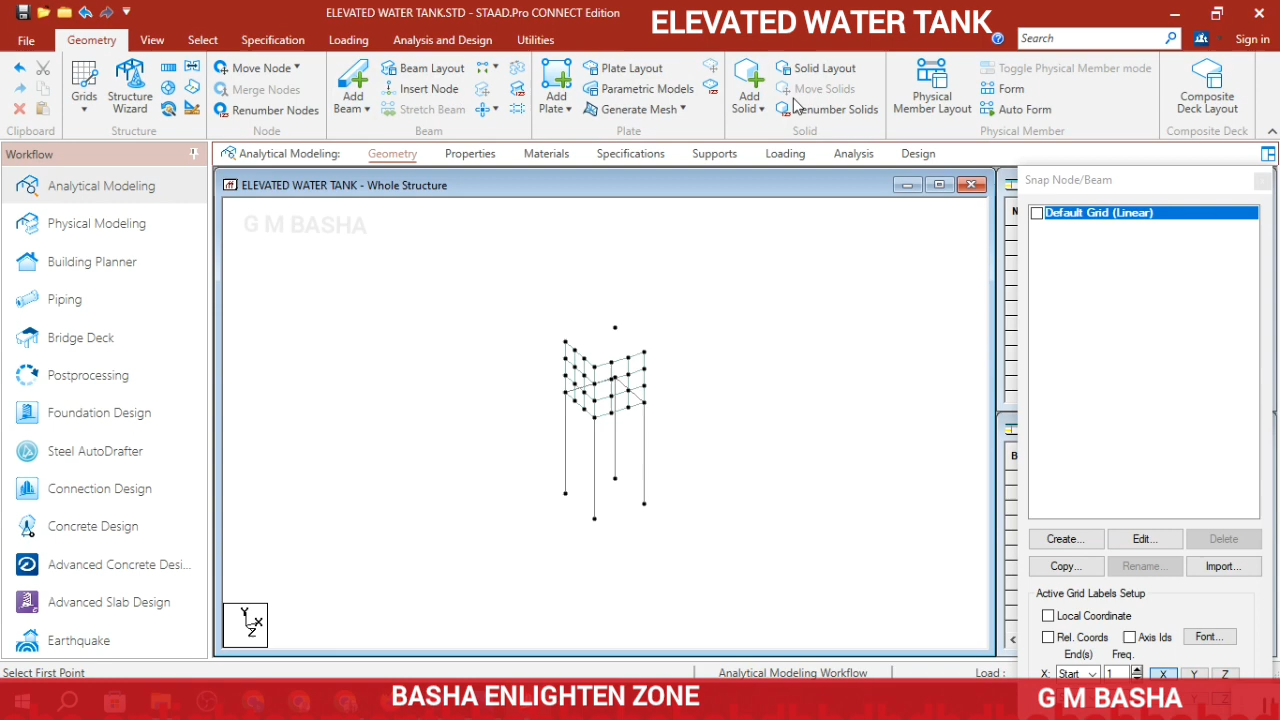 ELEVATED WATER TANK.STD - STAAD.Pro CONNECT Edition
ELEVATED WATER TANK
File Geometry View Select Specification Loading Analysis and Design Utilities
Search
Sign in
Grids
Structure Wizard
Move Node
Merge Nodes
Renumber Nodes
Add Beam
Beam Layout
Insert Node
Stretch Beam
Add Plate
Plate Layout
Parametric Models
Generate Mesh
Add Solid
Solid Layout
Move Solids
Renumber Solids
Physical Member Layout
Toggle Physical Member mode
Form
Auto Form
Composite Deck Layout
Clipboard Structure Node Beam Plate Solid Physical Member Composite Deck
Workflow
Analytical Modeling: Geometry Properties Materials Specifications Supports Loading Analysis Design
Analytical Modeling
Physical Modeling
Building Planner
Piping
Bridge Deck
Postprocessing
Foundation Design
Steel AutoDrafter
Connection Design
Concrete Design
Advanced Concrete Desi...
Advanced Slab Design
Earthquake
ELEVATED WATER TANK - Whole Structure
G M BASHA
Y
X
Z
N
B
Snap Node/Beam
Default Grid (Linear)
Create... Edit... Delete
Copy... Rename... Import...
Active Grid Labels Setup
Local Coordinate
Rel. Coords Axis Ids Font...
End(s) Freq.
X: Start 1 X Y Z
Select First Point
Analytical Modeling Workflow
Load :
BASHA ENLIGHTEN ZONE
G M BASHA